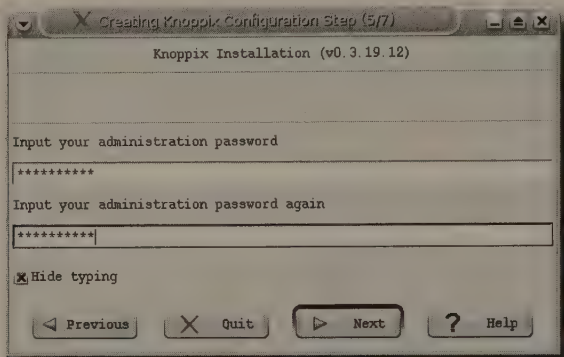 Creating Knoppix Configuration Step (5/7)
Knoppix Installation (v0.3.19.12)
Input your administration password
**********
Input your administration password again
**********
Hide typing
Previous Quit Next ? Help